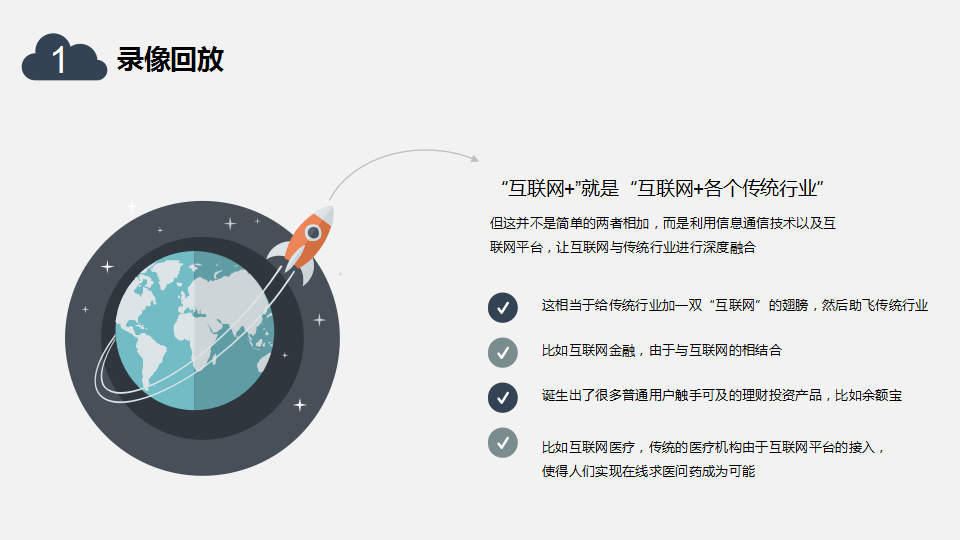 1
录像回放
“互联网+”就是“互联网+各个传统行业”
但这并不是简单的两者相加，而是利用信息通信技术以及互
联网平台，让互联网与传统行业进行深度融合
这相当于给传统行业加一双“互联网”的翅膀，然后助飞传统行业
比如互联网金融，由于与互联网的相结合
诞生出了很多普通用户触手可及的理财投资产品，比如余额宝
比如互联网医疗，传统的医疗机构由于互联网平台的接入，
使得人们实现在线求医问药成为可能